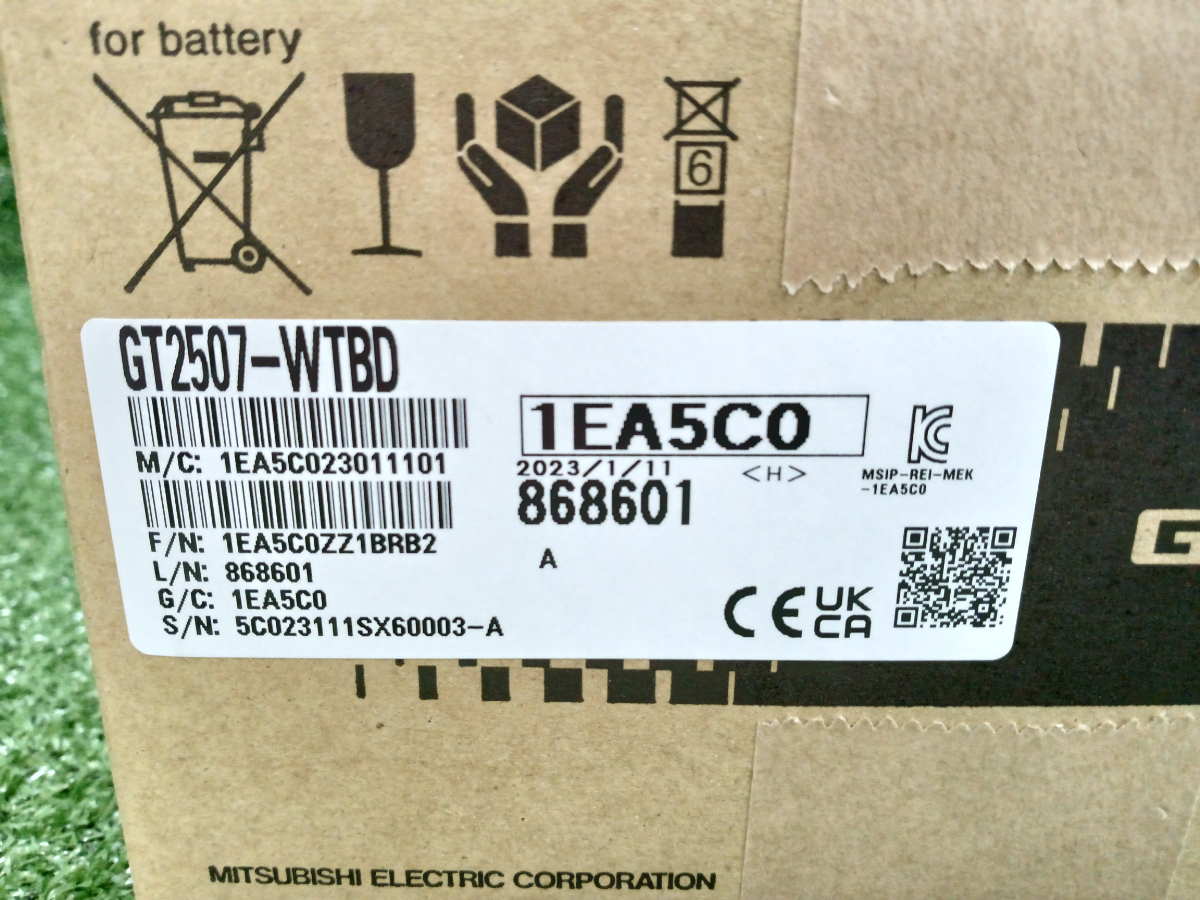 for battery
6
GT2507-WTBD
1EA5C0
M/C: 1EA5C023011101
2023/1/11 <H>
MSIP-REI-MEK
-1EA5C0
868601
F/N: 1EA5C0ZZ1BRB2
A
L/N: 868601
G/C: 1EA5C0
S/N: 5C023111SX60003-A
CE UK
CA
G
MITSUBISHI ELECTRIC CORPORATION